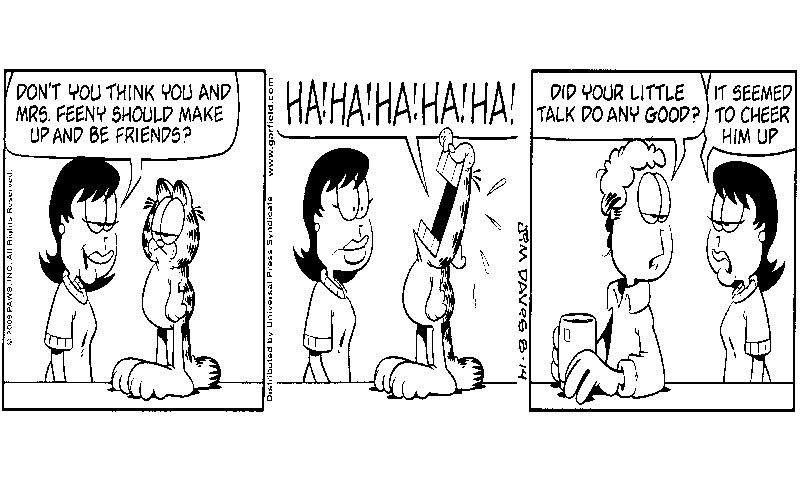 DON'T YOU THINK YOU AND
MRS. FEENY SHOULD MAKE
UP AND BE FRIENDS?
© 2009 PAWS, INC. All Rights Reserved.
www.garfield.com
Distributed by Universal Press Syndicate
HA!HA!HA!HA!HA!
JIM DAVIS 8·14
DID YOUR LITTLE
TALK DO ANY GOOD?
IT SEEMED
TO CHEER
HIM UP